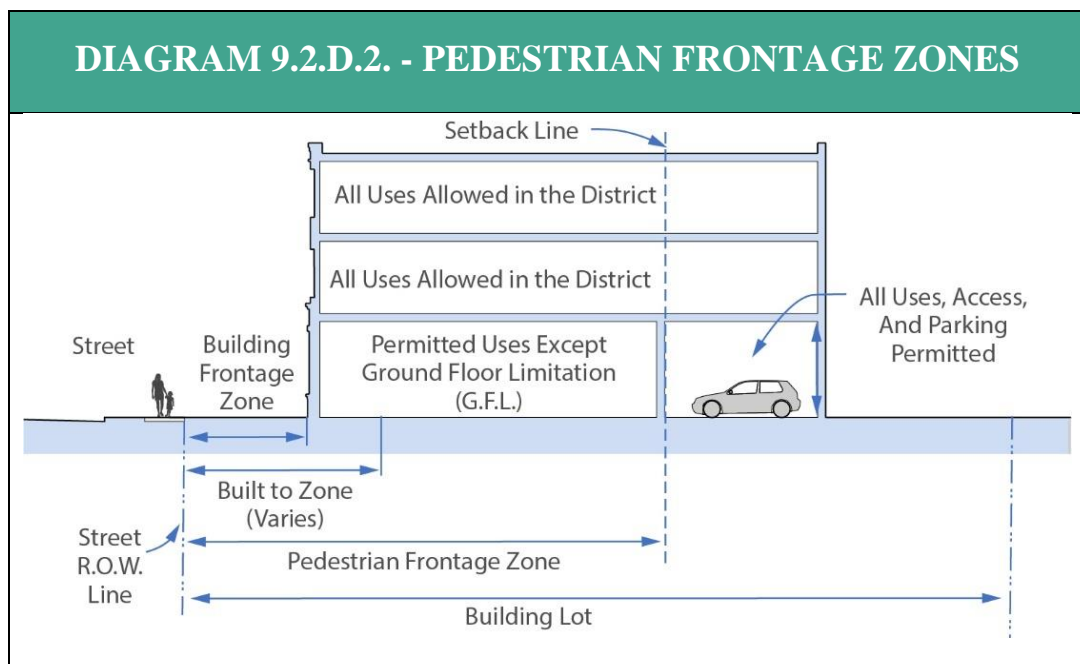 DIAGRAM 9.2.D.2. - PEDESTRIAN FRONTAGE ZONES
Setback Line
All Uses Allowed in the District
All Uses Allowed in the District
All Uses, Access,
And Parking
Permitted
Street
Building
Frontage
Zone
Permitted Uses Except
Ground Floor Limitation
(G.F.L.)
Built to Zone
(Varies)
Street
R.O.W.
Line
Pedestrian Frontage Zone
Building Lot